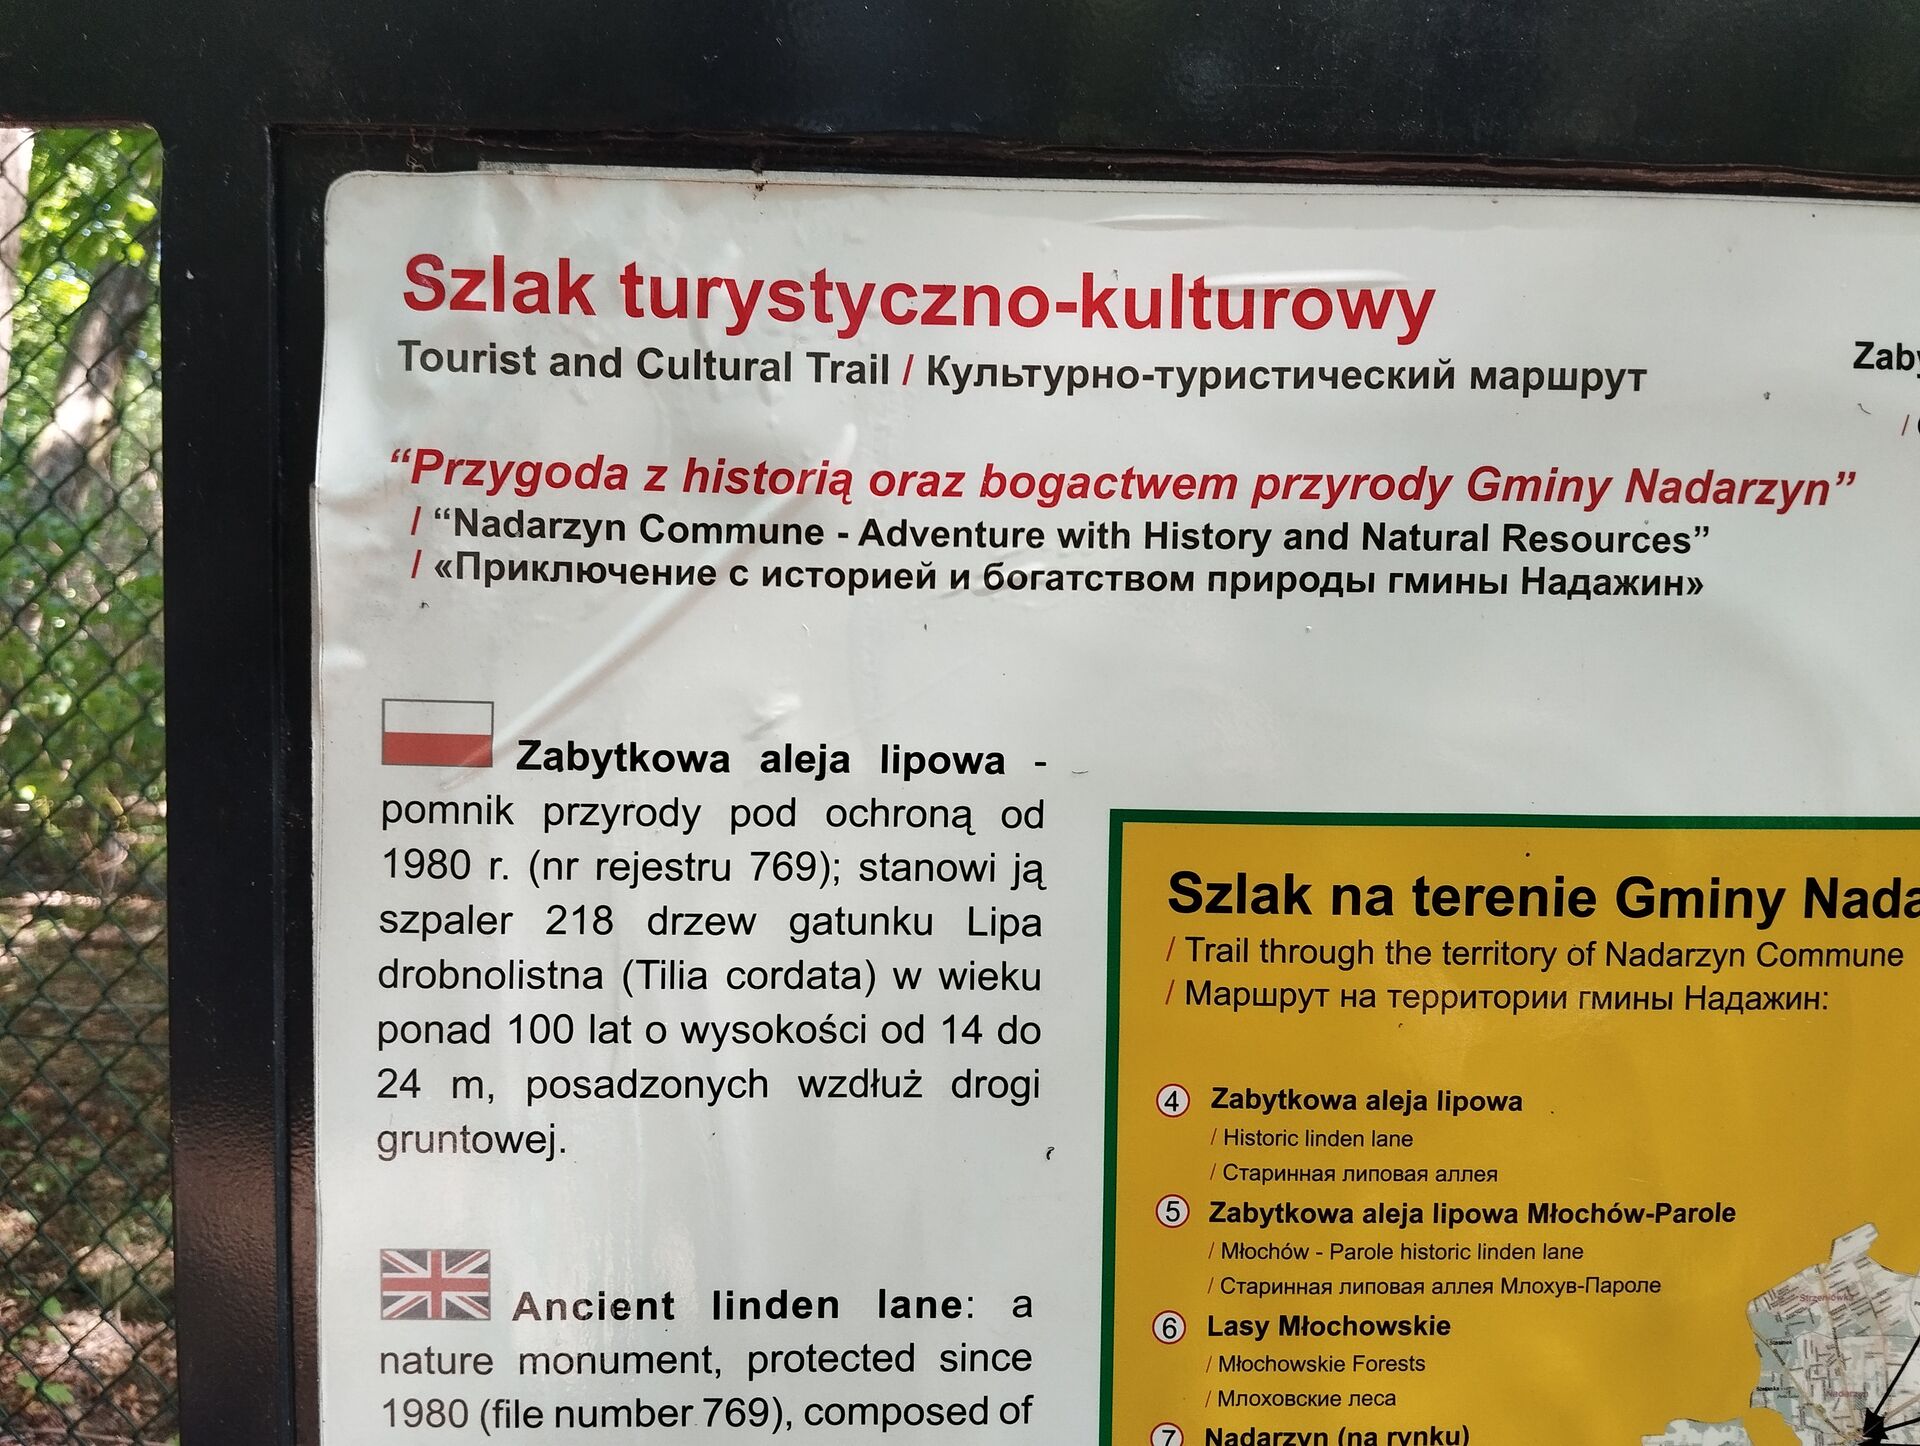 Szlak turystyczno-kulturowy
Tourist and Cultural Trail / Культурно-туристический маршрут
“Przygoda z historią oraz bogactwem przyrody Gminy Nadarzyn”
/ “Nadarzyn Commune - Adventure with History and Natural Resources”
/ «Приключение с историей и богатством природы гмины Надажин»
Zabytkowa aleja lipowa -
pomnik przyrody pod ochroną od
1980 r. (nr rejestru 769); stanowi ją
szpaler 218 drzew gatunku Lipa
drobnolistna (Tilia cordata) w wieku
ponad 100 lat o wysokości od 14 do
24 m, posadzonych wzdłuż drogi
gruntowej.
Ancient linden lane: a
nature monument, protected since
1980 (file number 769), composed of
Szlak na terenie Gminy Nada
/ Trail through the territory of Nadarzyn Commune
/ Маршрут на территории гмины Надажин:
4 Zabytkowa aleja lipowa
/ Historic linden lane
/ Старинная липовая аллея
5 Zabytkowa aleja lipowa Młochów-Parole
/ Młochów - Parole historic linden lane
/ Старинная липовая аллея Млохув-Пароле
6 Lasy Młochowskie
/ Młochowskie Forests
/ Млоховские леса
7 Nadarzyn (na rynku)
Zaby
/
Strzeniówka
Nadarzyn